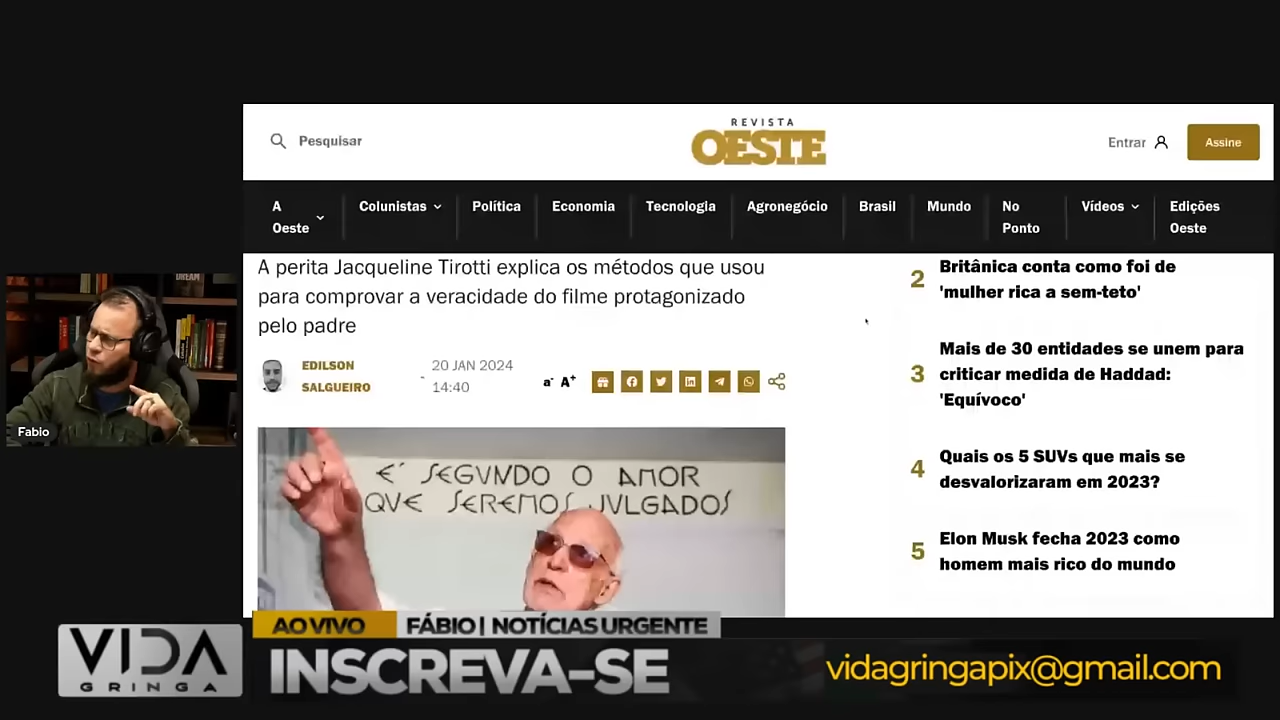 REVISTA
OESTE
Pesquisar
Entrar
Assine
A
Oeste
Colunistas
Política
Economia
Tecnologia
Agronegócio
Brasil
Mundo
No
Ponto
Vídeos
Edições
Oeste
A perita Jacqueline Tirotti explica os métodos que usou
para comprovar a veracidade do filme protagonizado
pelo padre
EDILSON
SALGUEIRO
-
20 JAN 2024
14:40
a- A+
É SEGUNDO O AMOR
QUE SEREMOS JULGADOS
2
Britânica conta como foi de
'mulher rica a sem-teto'
3
Mais de 30 entidades se unem para
criticar medida de Haddad:
'Equívoco'
4
Quais os 5 SUVs que mais se
desvalorizaram em 2023?
5
Elon Musk fecha 2023 como
homem mais rico do mundo
DREAM
Fabio
AO VIVO
FÁBIO | NOTÍCIAS URGENTE
VIDA
GRINGA
INSCREVA-SE
vidagringapix@gmail.com